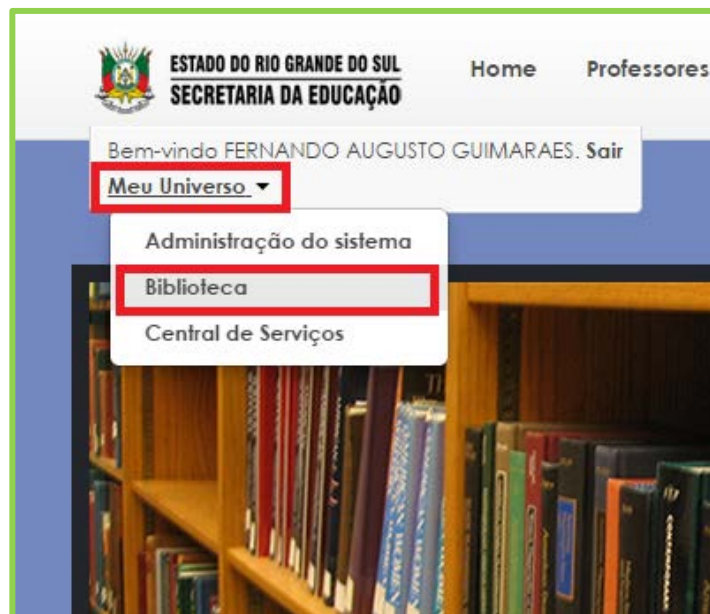 ESTADO DO RIO GRANDE DO SUL
SECRETARIA DA EDUCAÇÃO
Home
Professores
Bem-vindo FERNANDO AUGUSTO GUIMARAES. Sair
Meu Universo
Administração do sistema
Biblioteca
Central de Serviços